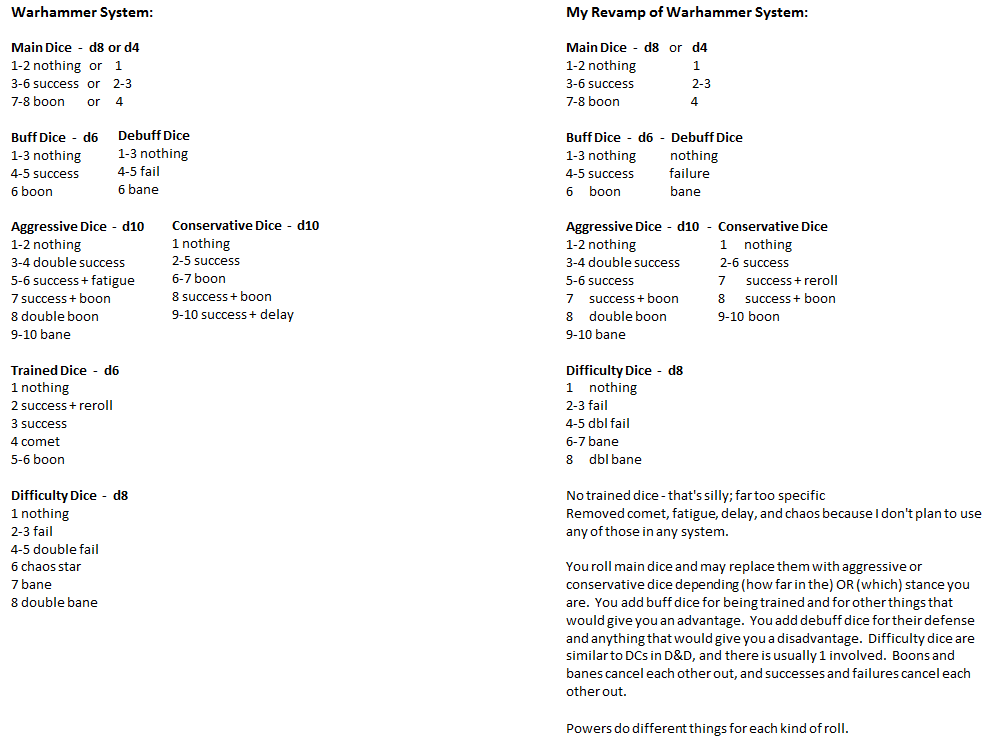 Warhammer System:
Main Dice - d8 or d4
1-2 nothing or 1
3-6 success or 2-3
7-8 boon or 4
Buff Dice - d6
1-3 nothing
4-5 success
6 boon
Debuff Dice
1-3 nothing
4-5 fail
6 bane
Aggressive Dice - d10
1-2 nothing
3-4 double success
5-6 success + fatigue
7 success + boon
8 double boon
9-10 bane
Conservative Dice - d10
1 nothing
2-5 success
6-7 boon
8 success + boon
9-10 success + delay
Trained Dice - d6
1 nothing
2 success + reroll
3 success
4 comet
5-6 boon
Difficulty Dice - d8
1 nothing
2-3 fail
4-5 double fail
6 chaos star
7 bane
8 double bane
My Revamp of Warhammer System:
Main Dice - d8 or d4
1-2 nothing 1
3-6 success 2-3
7-8 boon 4
Buff Dice - d6 - Debuff Dice
1-3 nothing nothing
4-5 success failure
6 boon bane
Aggressive Dice - d10 - Conservative Dice
1-2 nothing 1 nothing
3-4 double success 2-6 success
5-6 success 7 success + reroll
7 success + boon 8 success + boon
8 double boon 9-10 boon
9-10 bane
Difficulty Dice - d8
1 nothing
2-3 fail
4-5 dbl fail
6-7 bane
8 dbl bane
No trained dice - that's silly; far too specific
Removed comet, fatigue, delay, and chaos because I don't plan to use
any of those in any system.
You roll main dice and may replace them with aggressive or
conservative dice depending (how far in the) OR (which) stance you
are. You add buff dice for being trained and for other things that
would give you an advantage. You add debuff dice for their defense
and anything that would give you a disadvantage. Difficulty dice are
similar to DCs in D&D, and there is usually 1 involved. Boons and
banes cancel each other out, and successes and failures cancel each
other out.
Powers do different things for each kind of roll.